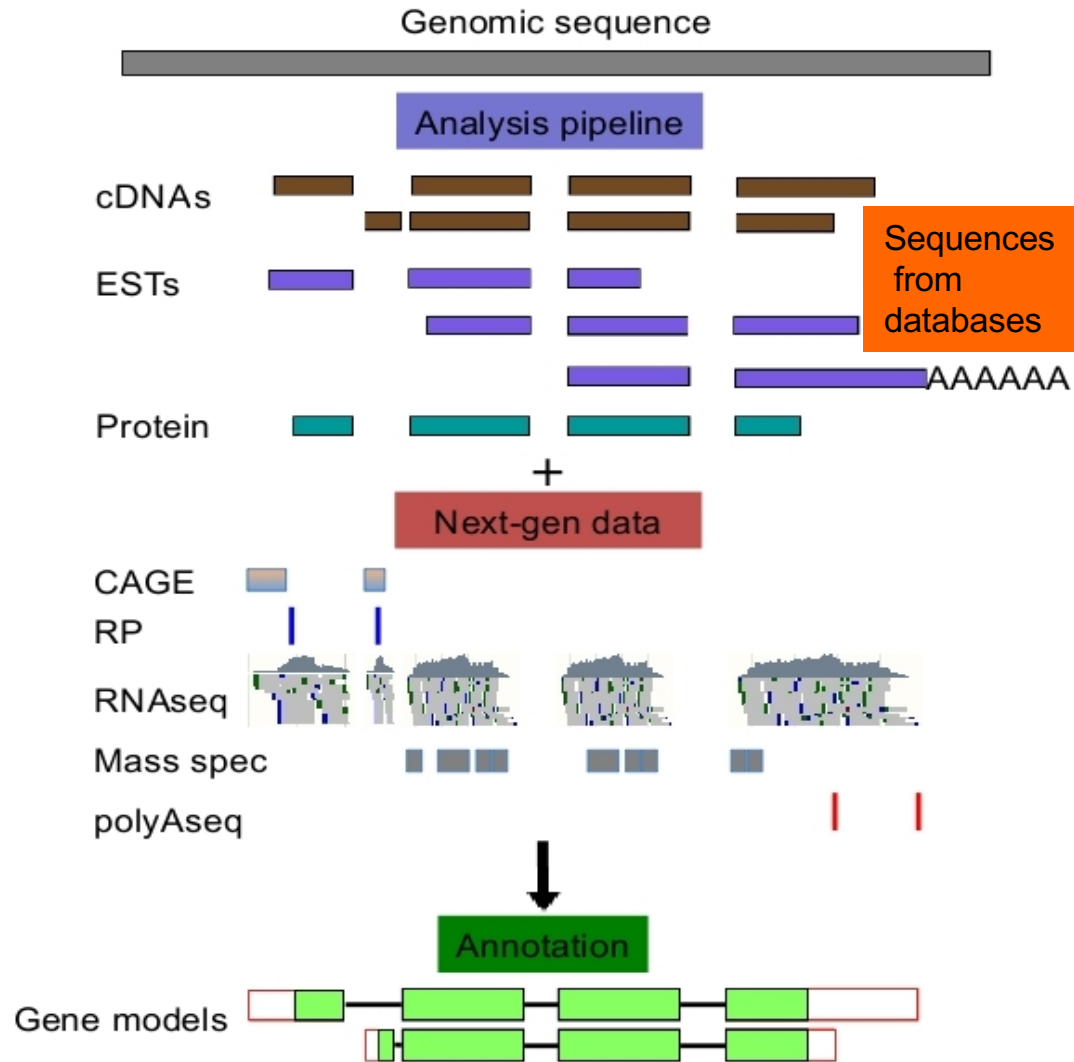 Genomic sequence
Analysis pipeline
cDNAs
Sequences
from
databases
ESTs
AAAAAA
Protein
+
Next-gen data
CAGE
RP
RNAseq
Mass spec
polyAseq
Annotation
Gene models